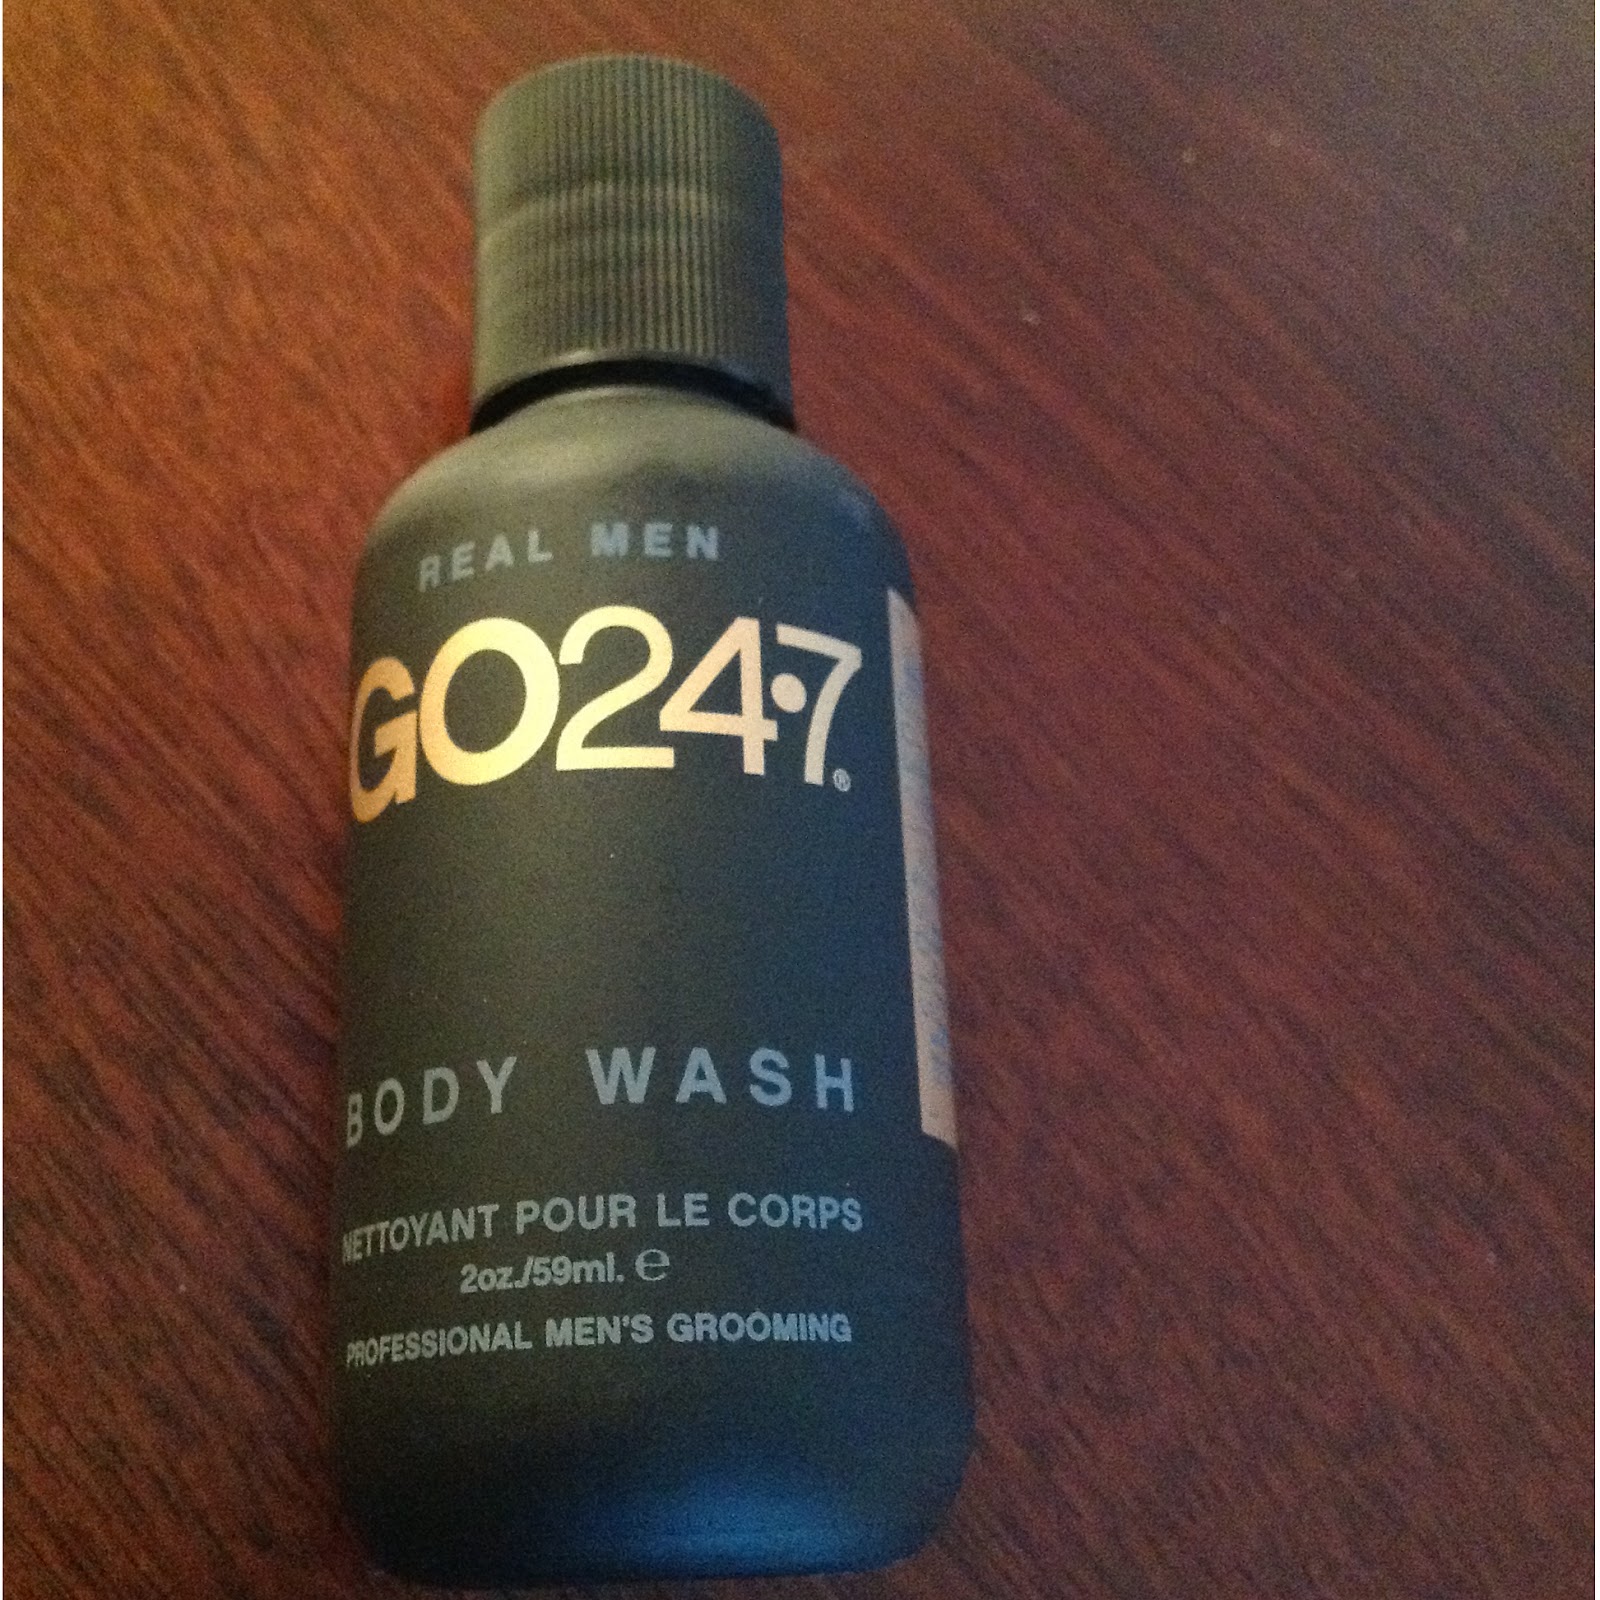 REAL MEN
GO24•7®
BODY WASH
NETTOYANT POUR LE CORPS
2oz./59ml. ℮
PROFESSIONAL MEN'S GROOMING